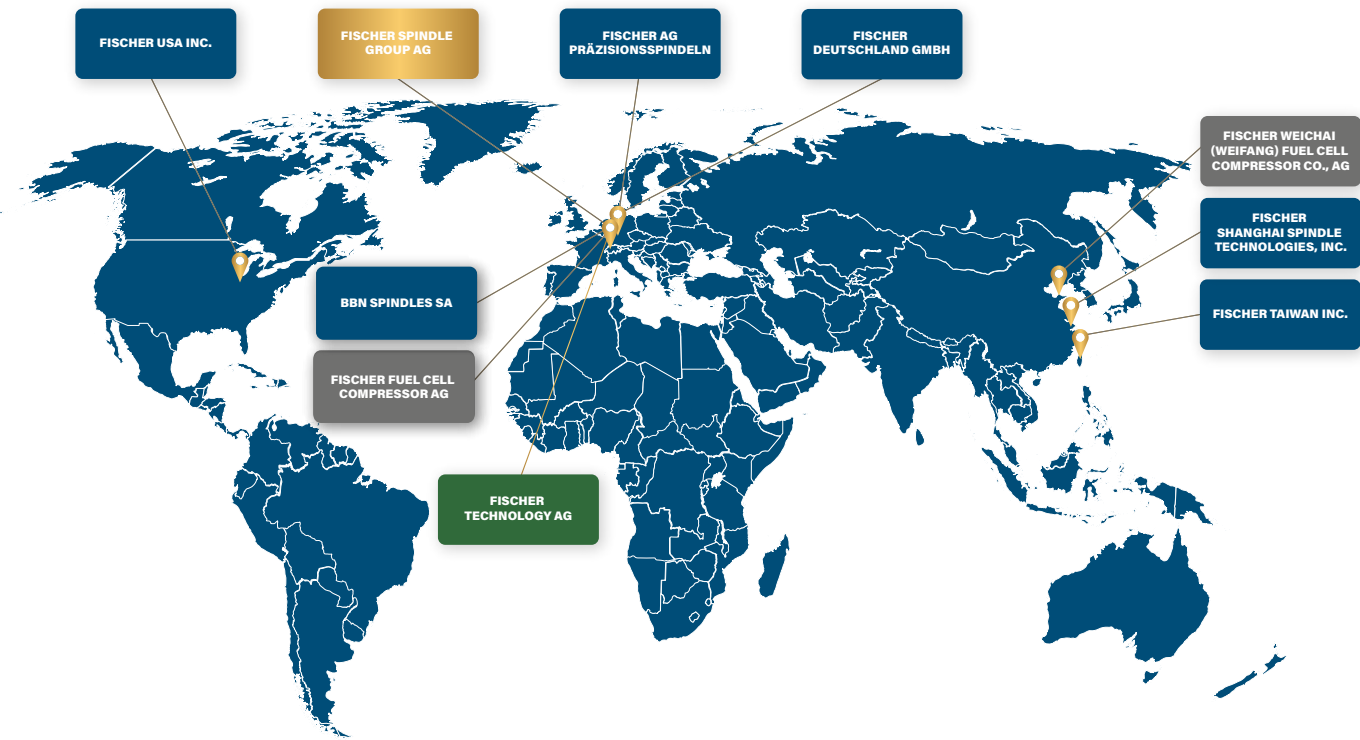 FISCHER USA INC.
FISCHER SPINDLE
GROUP AG
FISCHER AG
PRÄZISIONSSPINDELN
FISCHER
DEUTSCHLAND GMBH
FISCHER WEICHAI
(WEIFANG) FUEL CELL
COMPRESSOR CO., AG
FISCHER
SHANGHAI SPINDLE
TECHNOLOGIES, INC.
FISCHER TAIWAN INC.
BBN SPINDLES SA
FISCHER FUEL CELL
COMPRESSOR AG
FISCHER
TECHNOLOGY AG